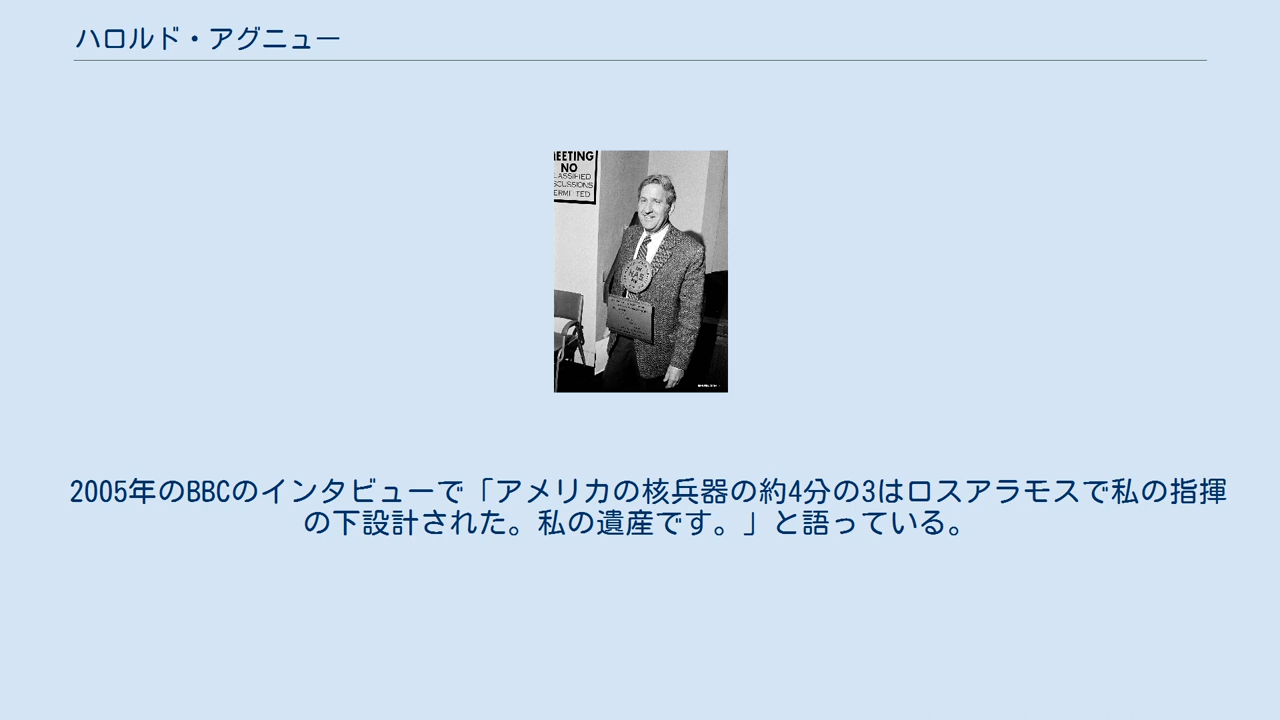 ハロルド・アグニュー
MEETING
NO
CLASSIFIED
DISCUSSIONS
PERMITTED
NAS
2005年のBBCのインタビューで「アメリカの核兵器の約4分の3はロスアラモスで私の指揮
の下設計された。私の遺産です。」と語っている。